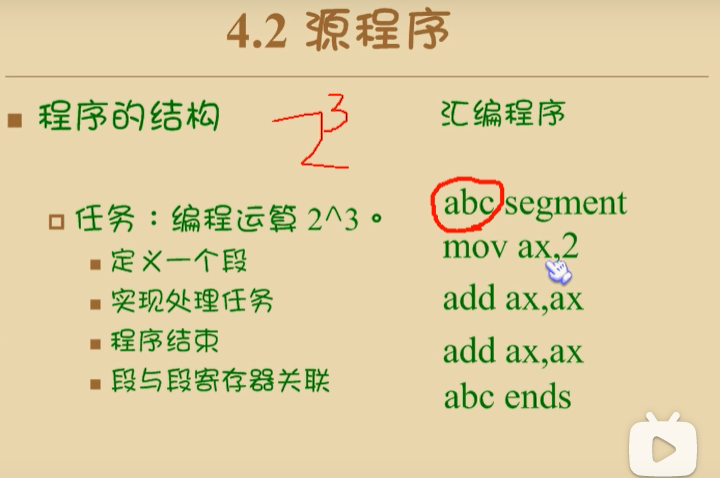 4.2 源程序
程序的结构
2^3
任务：编程运算 2^3。
定义一个段
实现处理任务
程序结束
段与段寄存器关联
汇编程序
abc segment
mov ax,2
add ax,ax
add ax,ax
abc ends